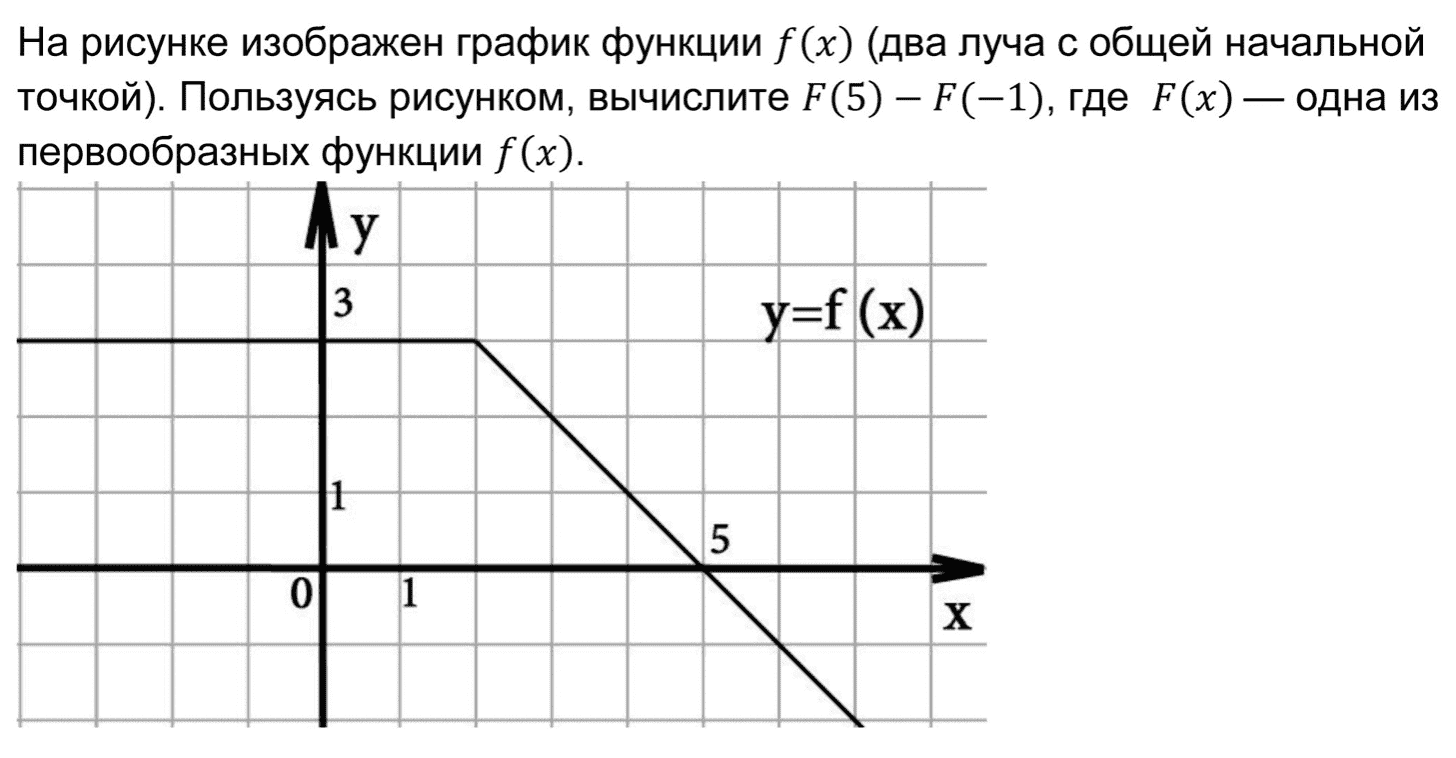 На рисунке изображен график функции f(x) (два луча с общей начальной
точкой). Пользуясь рисунком, вычислите F(5) − F(−1), где F(x) — одна из
первообразных функции f(x).
y
3
y=f (x)
1
5
0 1
x